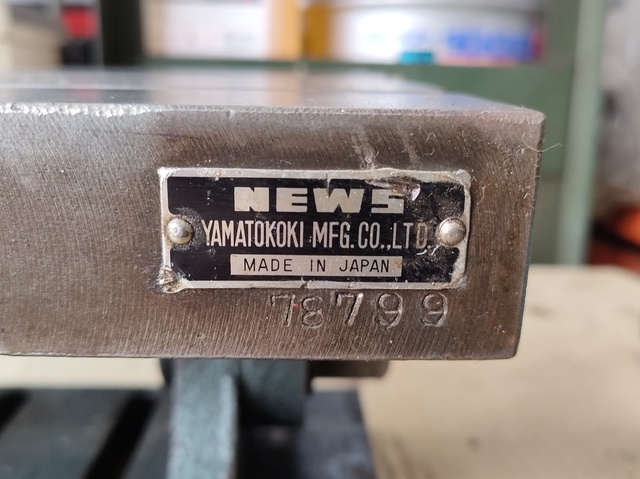 NEWS
YAMATOKOKI MFG.CO.,LTD.
MADE IN JAPAN
78799